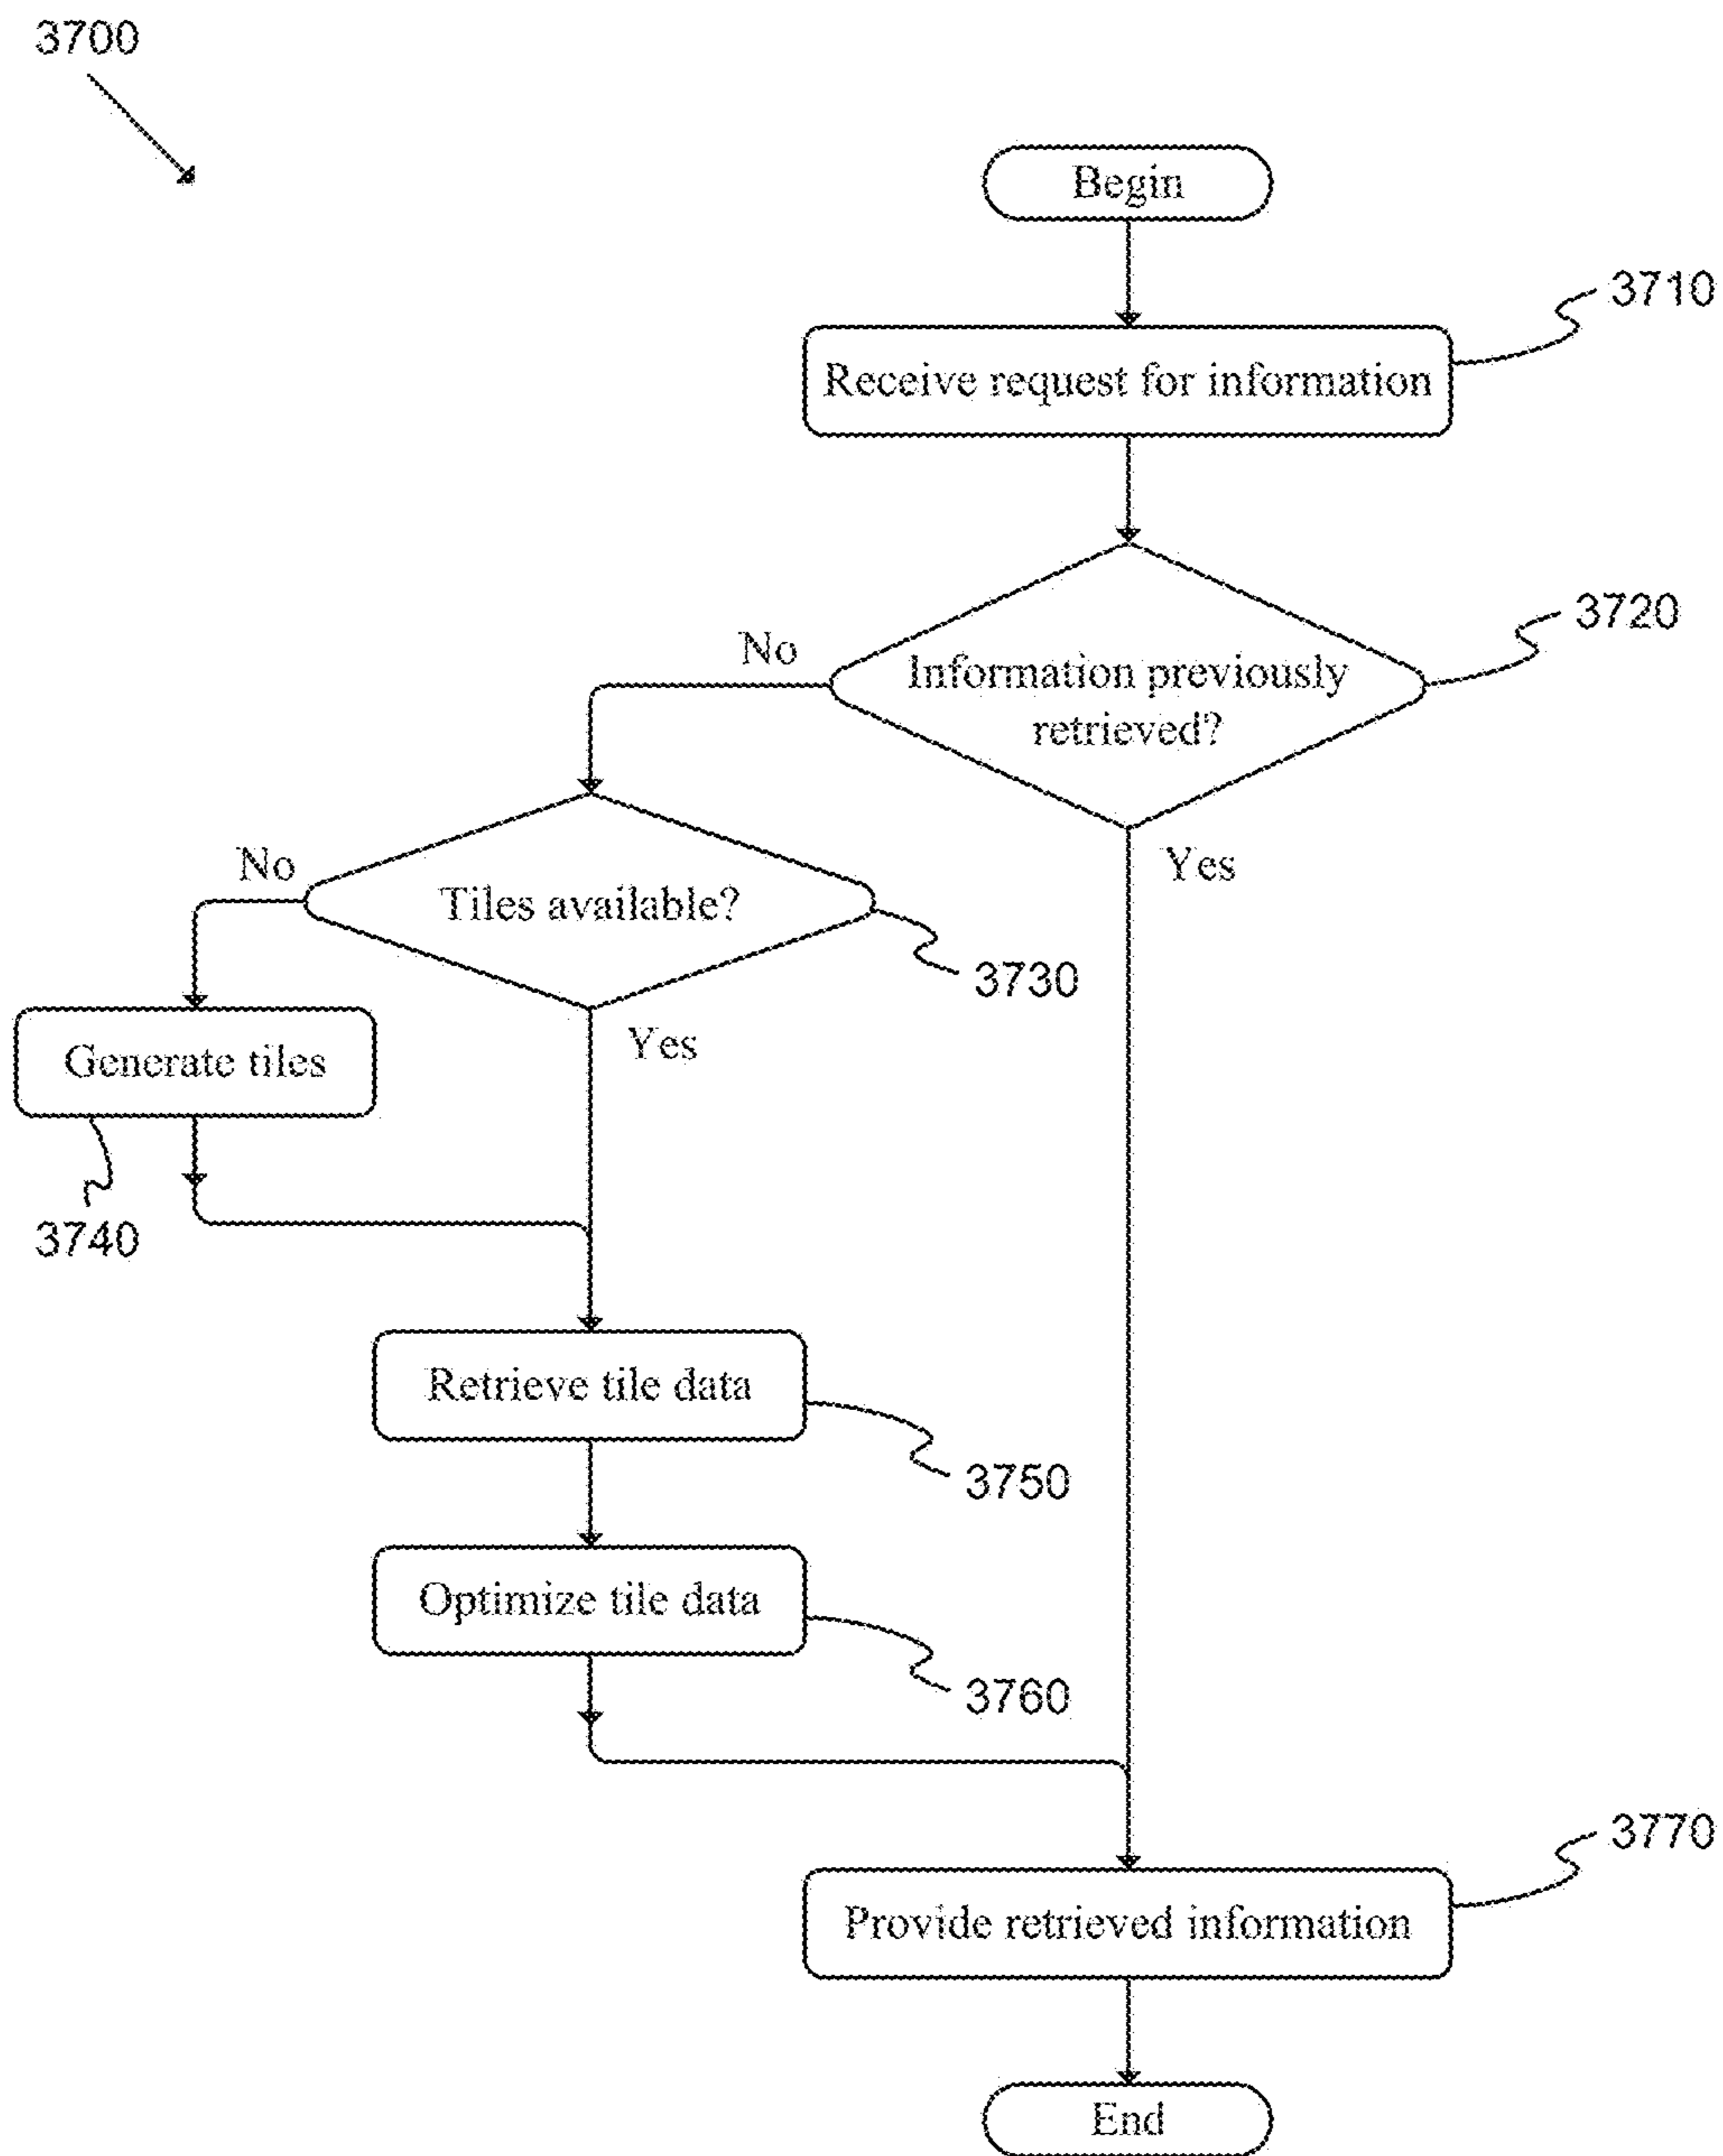 3700
Begin
3710
Receive request for information
3720
No
Information previously
retrieved?
Yes
No
Tiles available?
3730
Yes
Generate tiles
3740
Retrieve tile data
3750
Optimize tile data
3760
3770
Provide retrieved information
End